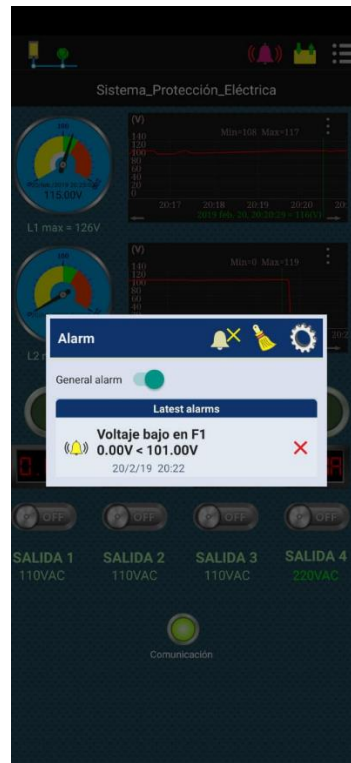 Sistema_Protección_Eléctrica
(V)
Min=108 Max=117
140
120
100
80
60
40
20
0
115.00V
20:17 20:18 20:19 20:20
L1 max = 126V
(V)
Min=0 Max=119
140
120
100
80
60
40
Alarm
General alarm
Latest alarms
Voltaje bajo en F1
0.00V < 101.00V
20/2/19 20:22
OFF OFF OFF OFF
SALIDA 1 SALIDA 2 SALIDA 3 SALIDA 4
110VAC 110VAC 110VAC 220VAC
Comunicación